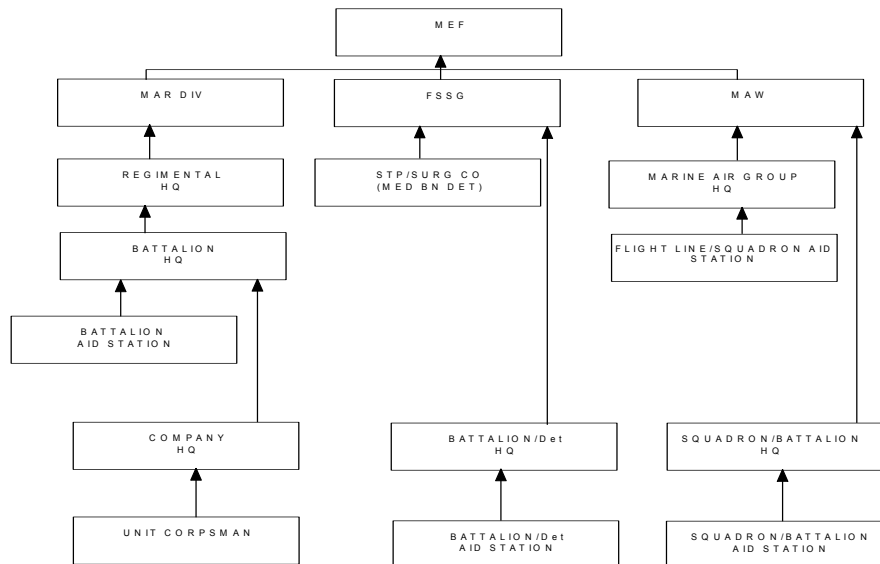 MEF
MAR DIV
FSSG
MAW
REGIMENTAL
HQ
STP/SURG CO
(MED BN DET)
MARINE AIR GROUP
HQ
BATTALION
HQ
FLIGHT LINE/SQUADRON AID
STATION
BATTALION
AID STATION
COMPANY
HQ
BATTALION/Det
HQ
SQUADRON/BATTALION
HQ
UNIT CORPSMAN
BATTALION/Det
AID STATION
SQUADRON/BATTALION
AID STATION